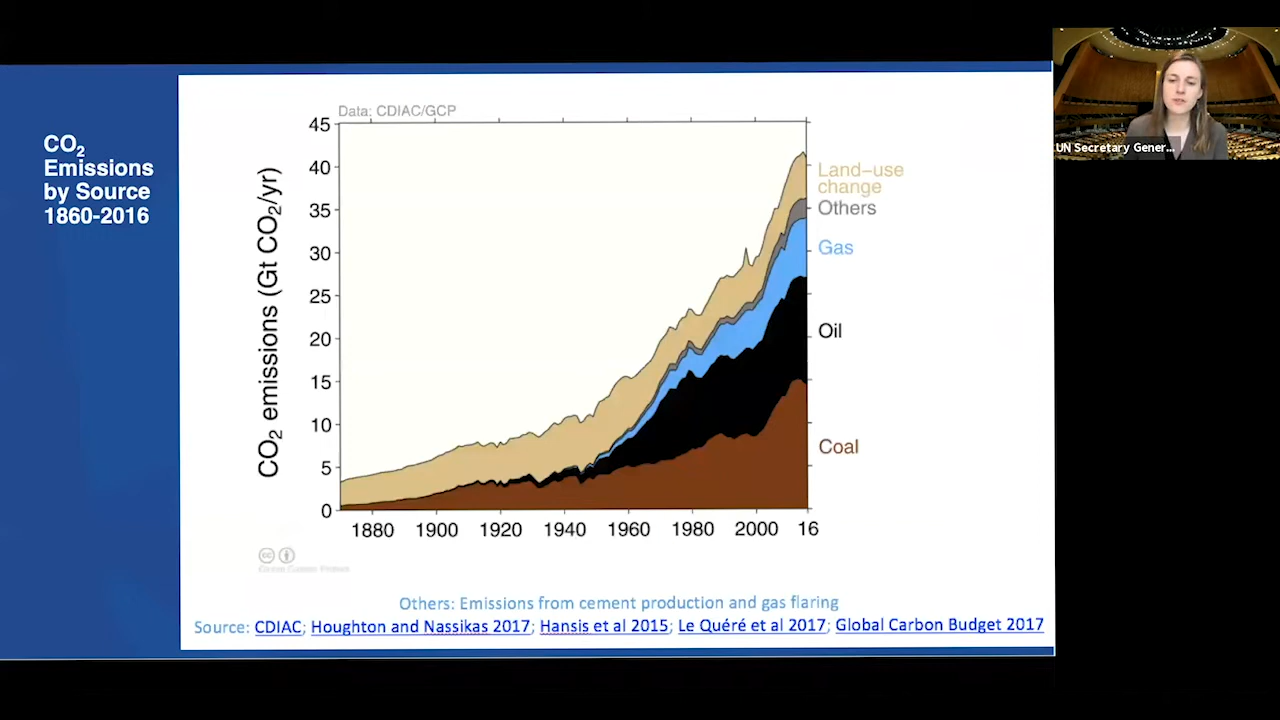 CO₂
Emissions
by Source
1860-2016
Data: CDIAC/GCP
CO₂ emissions (Gt CO₂/yr)
45
40
35
30
25
20
15
10
5
0
1880 1900 1920 1940 1960 1980 2000 16
Land-use
change
Others
Gas
Oil
Coal
cc
Others: Emissions from cement production and gas flaring
Source: CDIAC; Houghton and Nassikas 2017; Hansis et al 2015; Le Quéré et al 2017; Global Carbon Budget 2017
UN Secretary Gener...